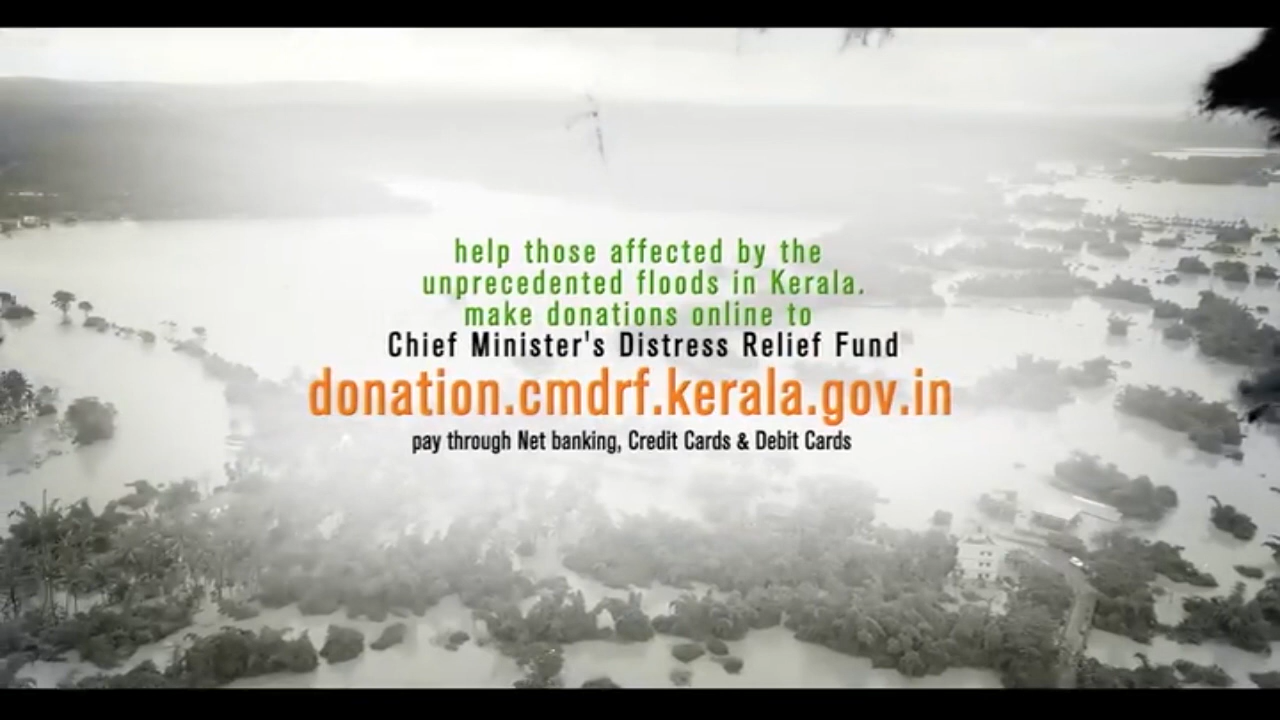 help those affected by the
unprecedented floods in Kerala.
make donations online to
Chief Minister's Distress Relief Fund
donation.cmdrf.kerala.gov.in
pay through Net banking, Credit Cards & Debit Cards